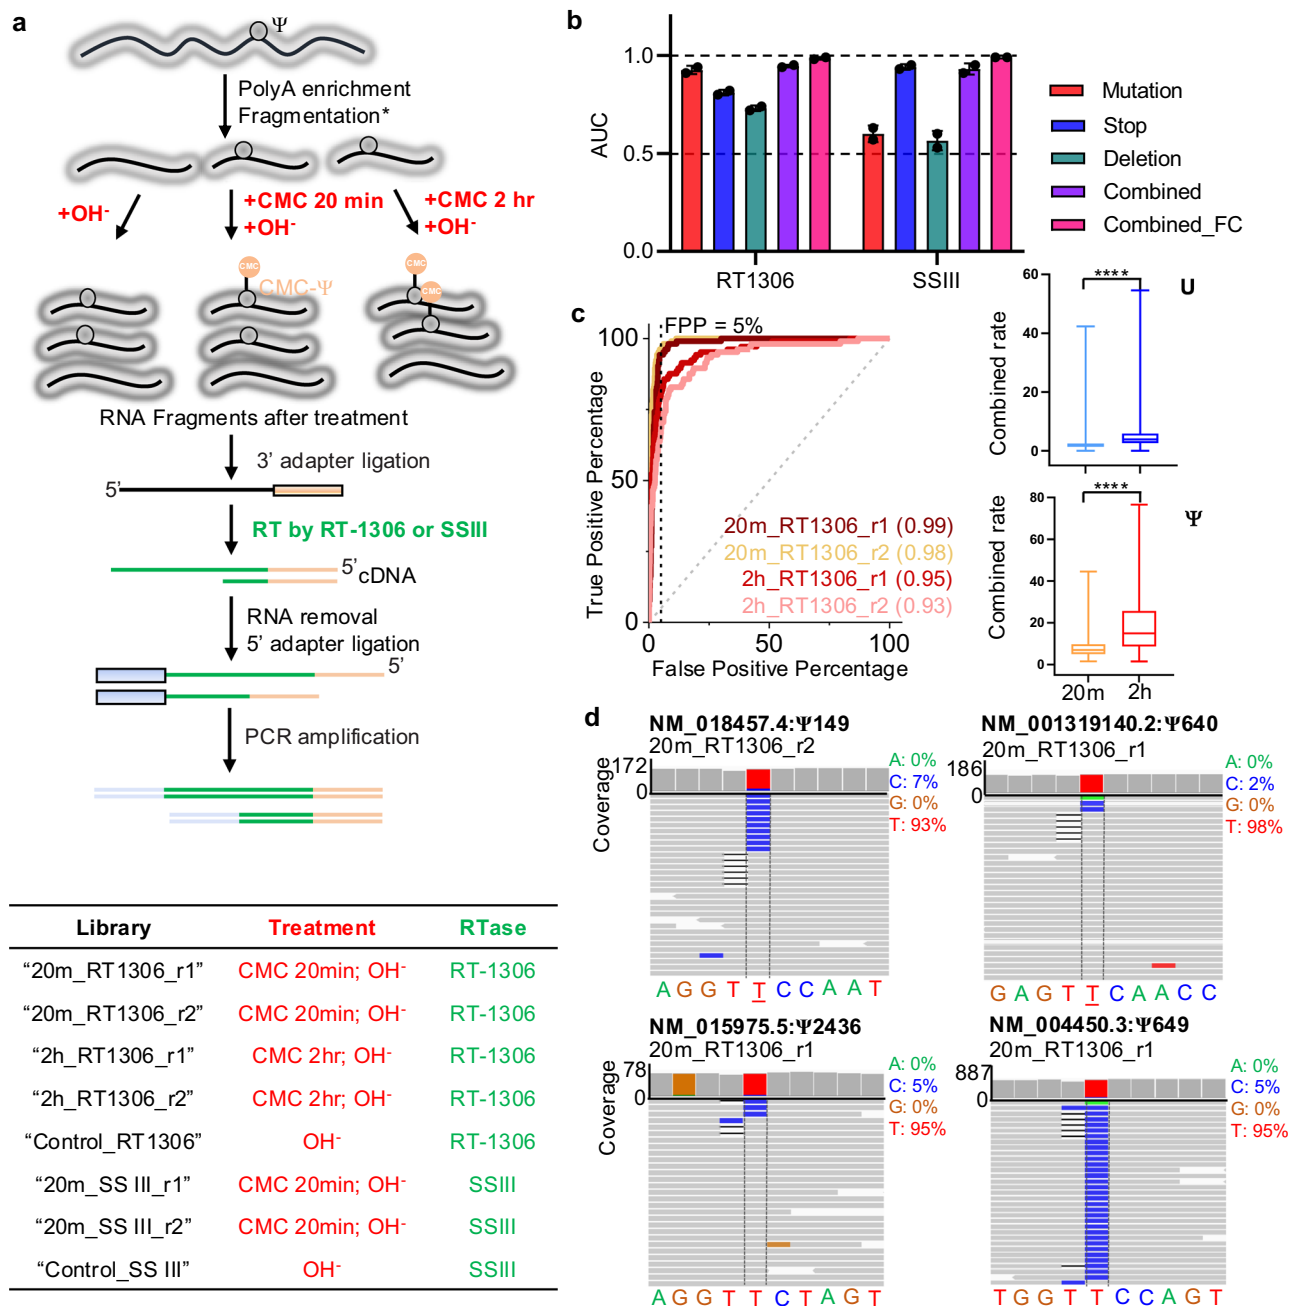 a
Ψ
PolyA enrichment
Fragmentation*
+OH-
+CMC 20 min
+OH-
+CMC 2 hr
+OH-
CMC
CMC-Ψ
CMC
CMC
RNA Fragments after treatment
3' adapter ligation
5'
RT by RT-1306 or SSIII
5'
cDNA
RNA removal
5' adapter ligation
5'
PCR amplification
Library Treatment RTase
“20m_RT1306_r1” CMC 20min; OH- RT-1306
“20m_RT1306_r2” CMC 20min; OH- RT-1306
“2h_RT1306_r1” CMC 2hr; OH- RT-1306
“2h_RT1306_r2” CMC 2hr; OH- RT-1306
“Control_RT1306” OH- RT-1306
“20m_SS III_r1” CMC 20min; OH- SSIII
“20m_SS III_r2” CMC 20min; OH- SSIII
“Control_SS III” OH- SSIII
b
AUC
1.0
0.5
0.0
RT1306 SSIII
Mutation
Stop
Deletion
Combined
Combined_FC
c
FPP = 5%
True Positive Percentage
100
50
0
20m_RT1306_r1 (0.99)
20m_RT1306_r2 (0.98)
2h_RT1306_r1 (0.95)
2h_RT1306_r2 (0.93)
0 50 100
False Positive Percentage
Combined rate
60
40
20
0
****
U
Combined rate
80
60
40
20
0
****
Ψ
20m 2h
d
NM_018457.4:Ψ149
20m_RT1306_r2
172
0
Coverage
A: 0%
C: 7%
G: 0%
T: 93%
A G G T T C C A A T
NM_001319140.2:Ψ640
20m_RT1306_r1
186
0
A: 0%
C: 2%
G: 0%
T: 98%
G A G T T C A A C C
NM_015975.5:Ψ2436
20m_RT1306_r1
78
0
Coverage
A: 0%
C: 5%
G: 0%
T: 95%
A G G T T C T A G T
NM_004450.3:Ψ649
20m_RT1306_r1
887
0
A: 0%
C: 5%
G: 0%
T: 95%
T G G T T C C A G T